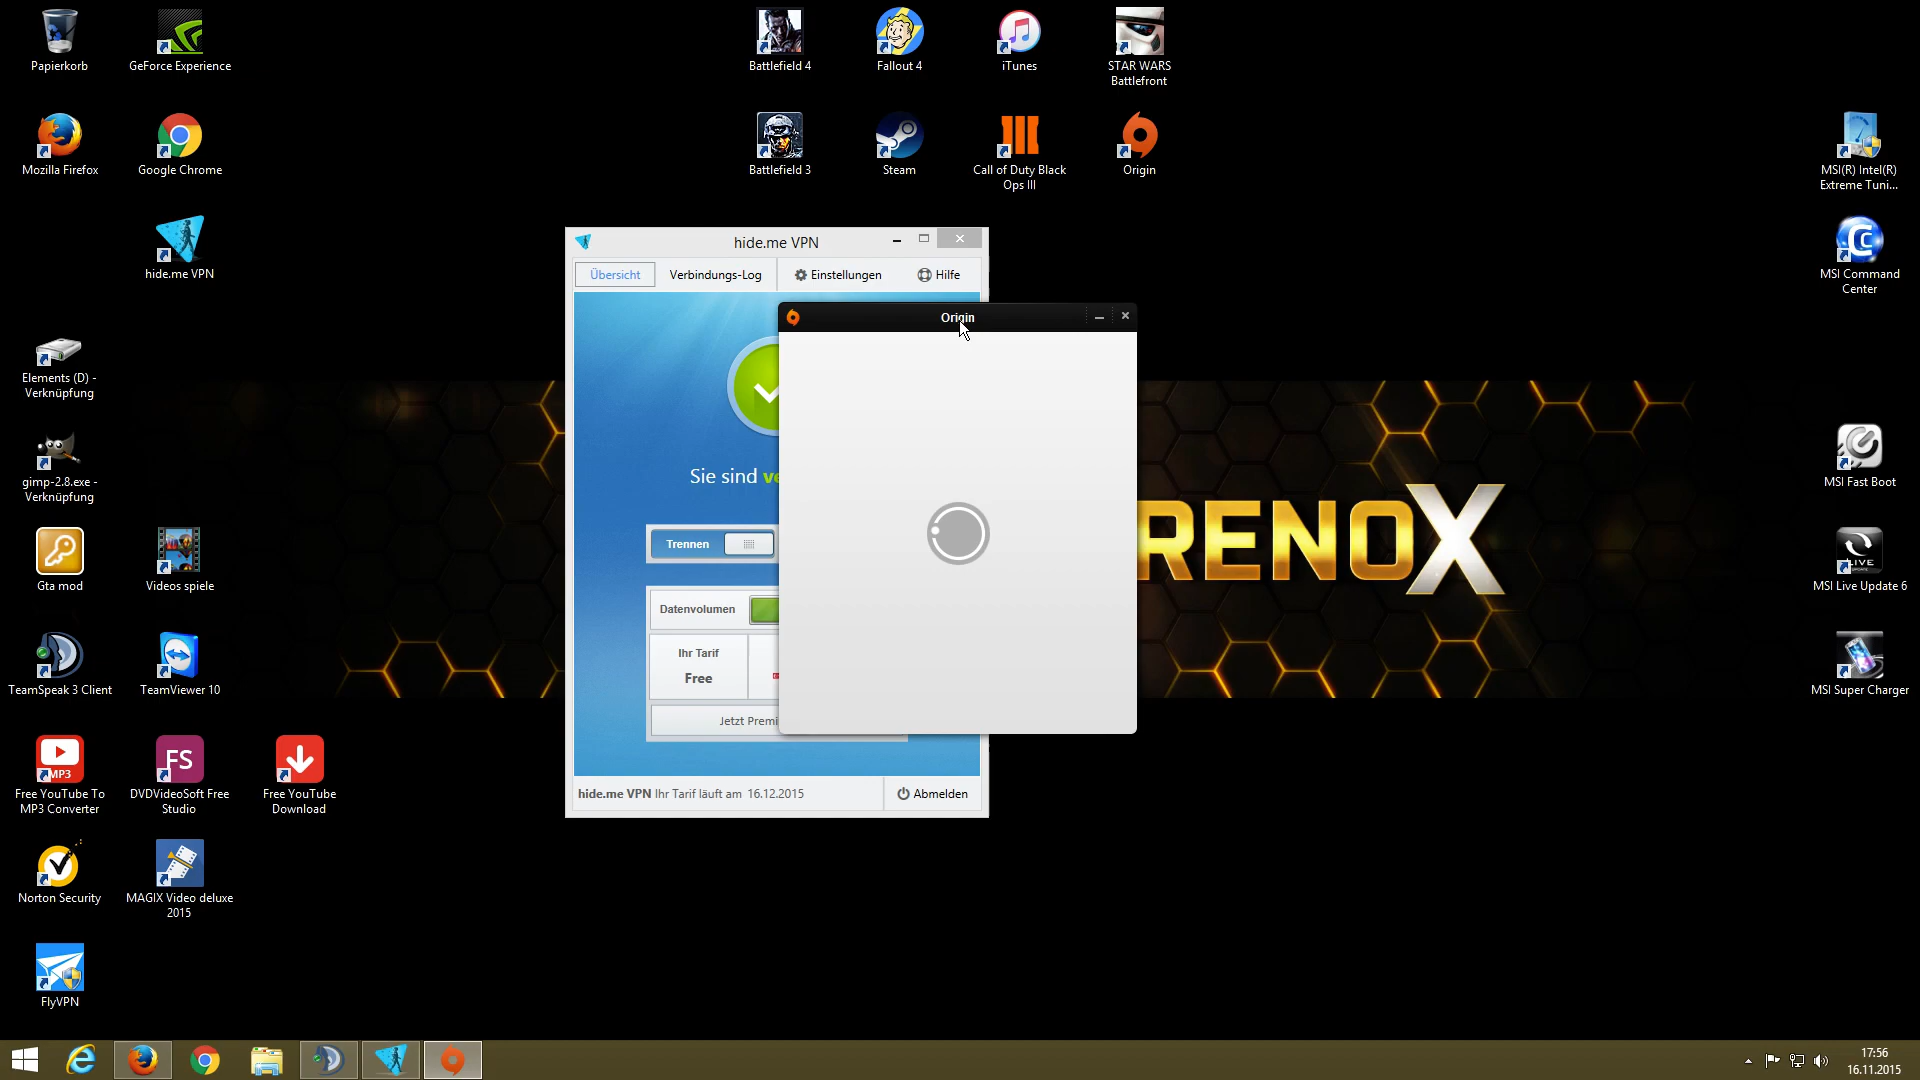 Papierkorb
GeForce Experience
Battlefield 4
Fallout 4
iTunes
STAR WARS
Battlefront
Mozilla Firefox
Google Chrome
Battlefield 3
Steam
Call of Duty Black
Ops III
Origin
MSI(R) Intel(R)
Extreme Tuni...
hide.me VPN
MSI Command
Center
hide.me VPN
Übersicht
Verbindungs-Log
Einstellungen
Hilfe
Origin
Sie sind ve
Trennen
Datenvolumen
Ihr Tarif
Free
Jetzt Premi
hide.me VPN Ihr Tarif läuft am 16.12.2015
Abmelden
RENOX
Elements (D) -
Verknüpfung
gimp-2.8.exe -
Verknüpfung
MSI Fast Boot
Gta mod
Videos spiele
LIVE
MSI Live Update 6
TeamSpeak 3 Client
TeamViewer 10
MSI Super Charger
MP3
Free YouTube To
MP3 Converter
FS
DVDVideoSoft Free
Studio
Free YouTube
Download
Norton Security
MAGIX Video deluxe
2015
FlyVPN
17:56
16.11.2015